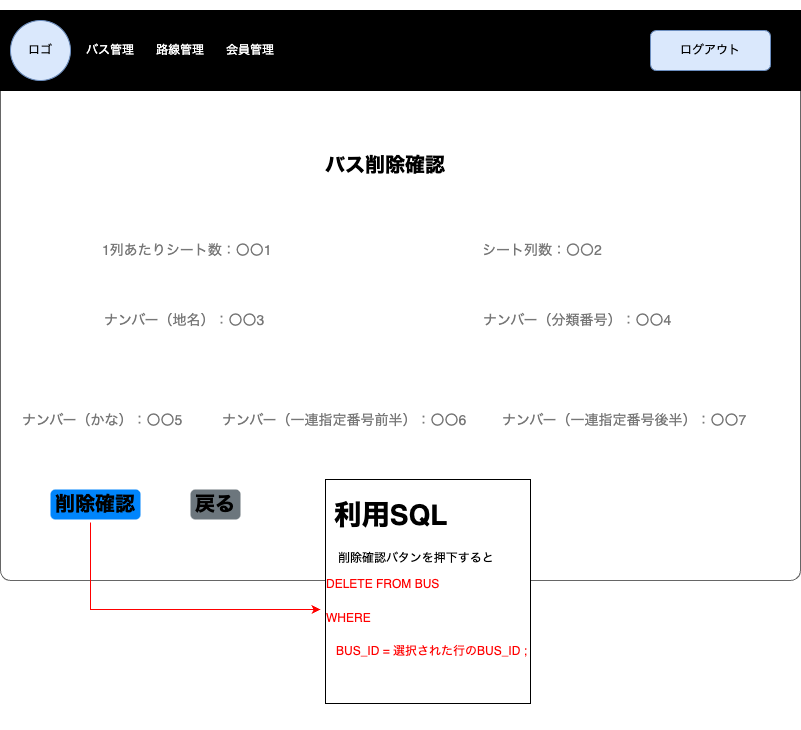 ロゴ バス管理 路線管理 会員管理 ログアウト
バス削除確認
1列あたりシート数：〇〇1 シート列数：〇〇2
ナンバー（地名）：〇〇3 ナンバー（分類番号）：〇〇4
ナンバー（かな）：〇〇5 ナンバー（一連指定番号前半）：〇〇6 ナンバー（一連指定番号後半）：〇〇7
削除確認 戻る
利用SQL
削除確認バタンを押下すると
DELETE FROM BUS
WHERE
BUS_ID = 選択された行のBUS_ID ;